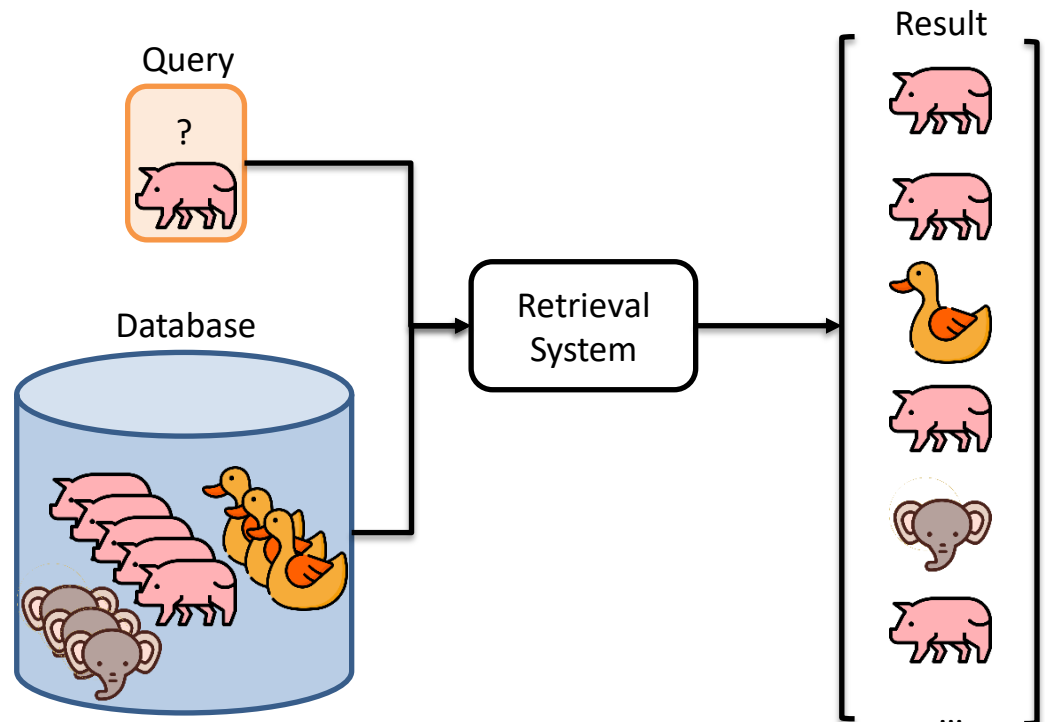 Query
?
Database
Retrieval
System
Result
...